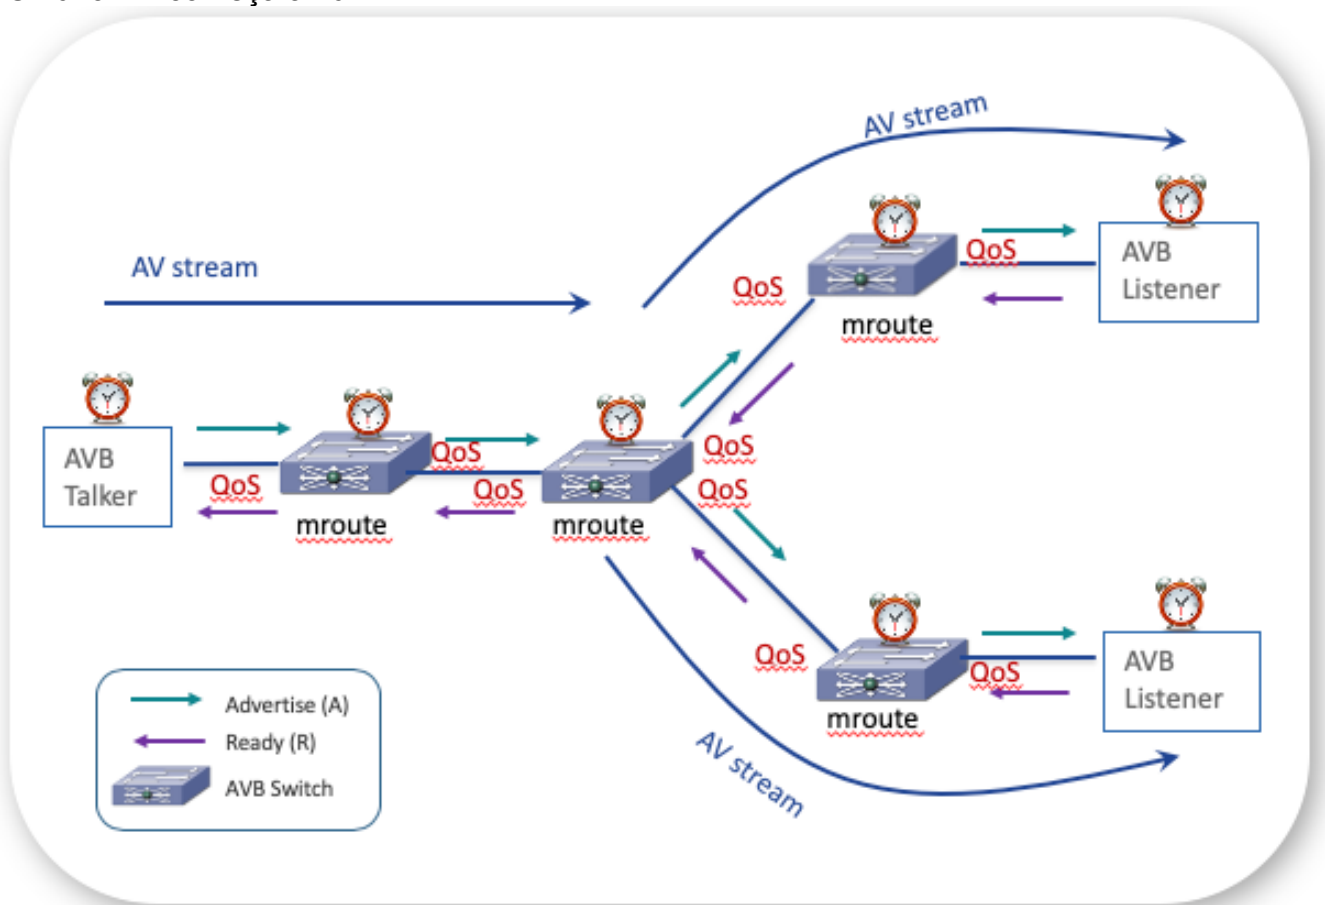 AV stream
AV stream
QoS
AVB
Listener
QoS
mroute
AVB
Talker
QoS
mroute
QoS
QoS
mroute
QoS
QoS
QoS
mroute
QoS
AVB
Listener
AV stream
Advertise (A)
Ready (R)
AVB Switch